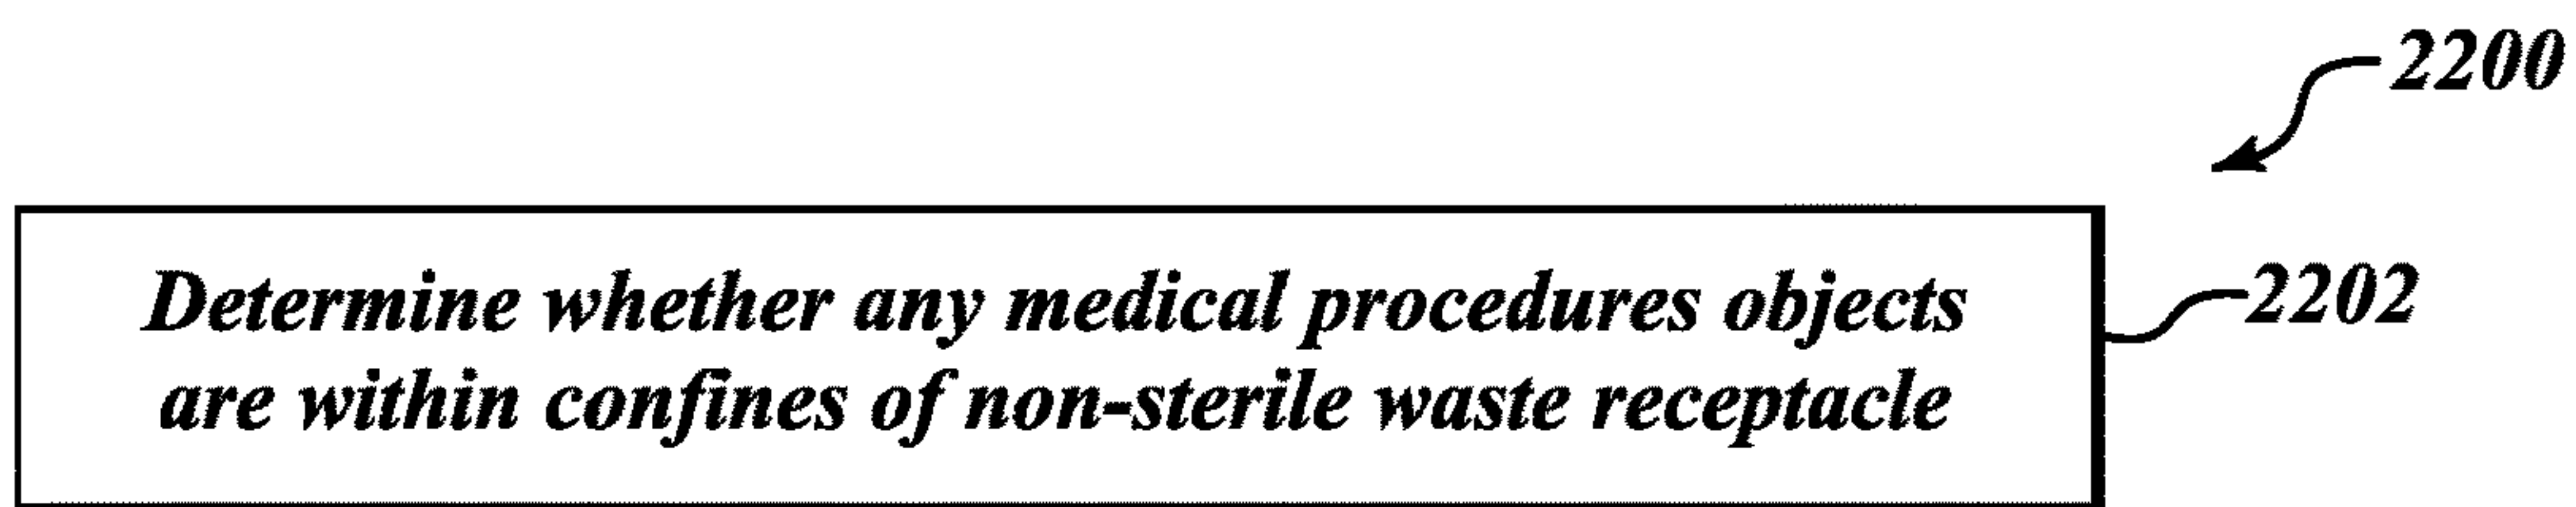 2200
Determine whether any medical procedures objects
are within confines of non-sterile waste receptacle
2202